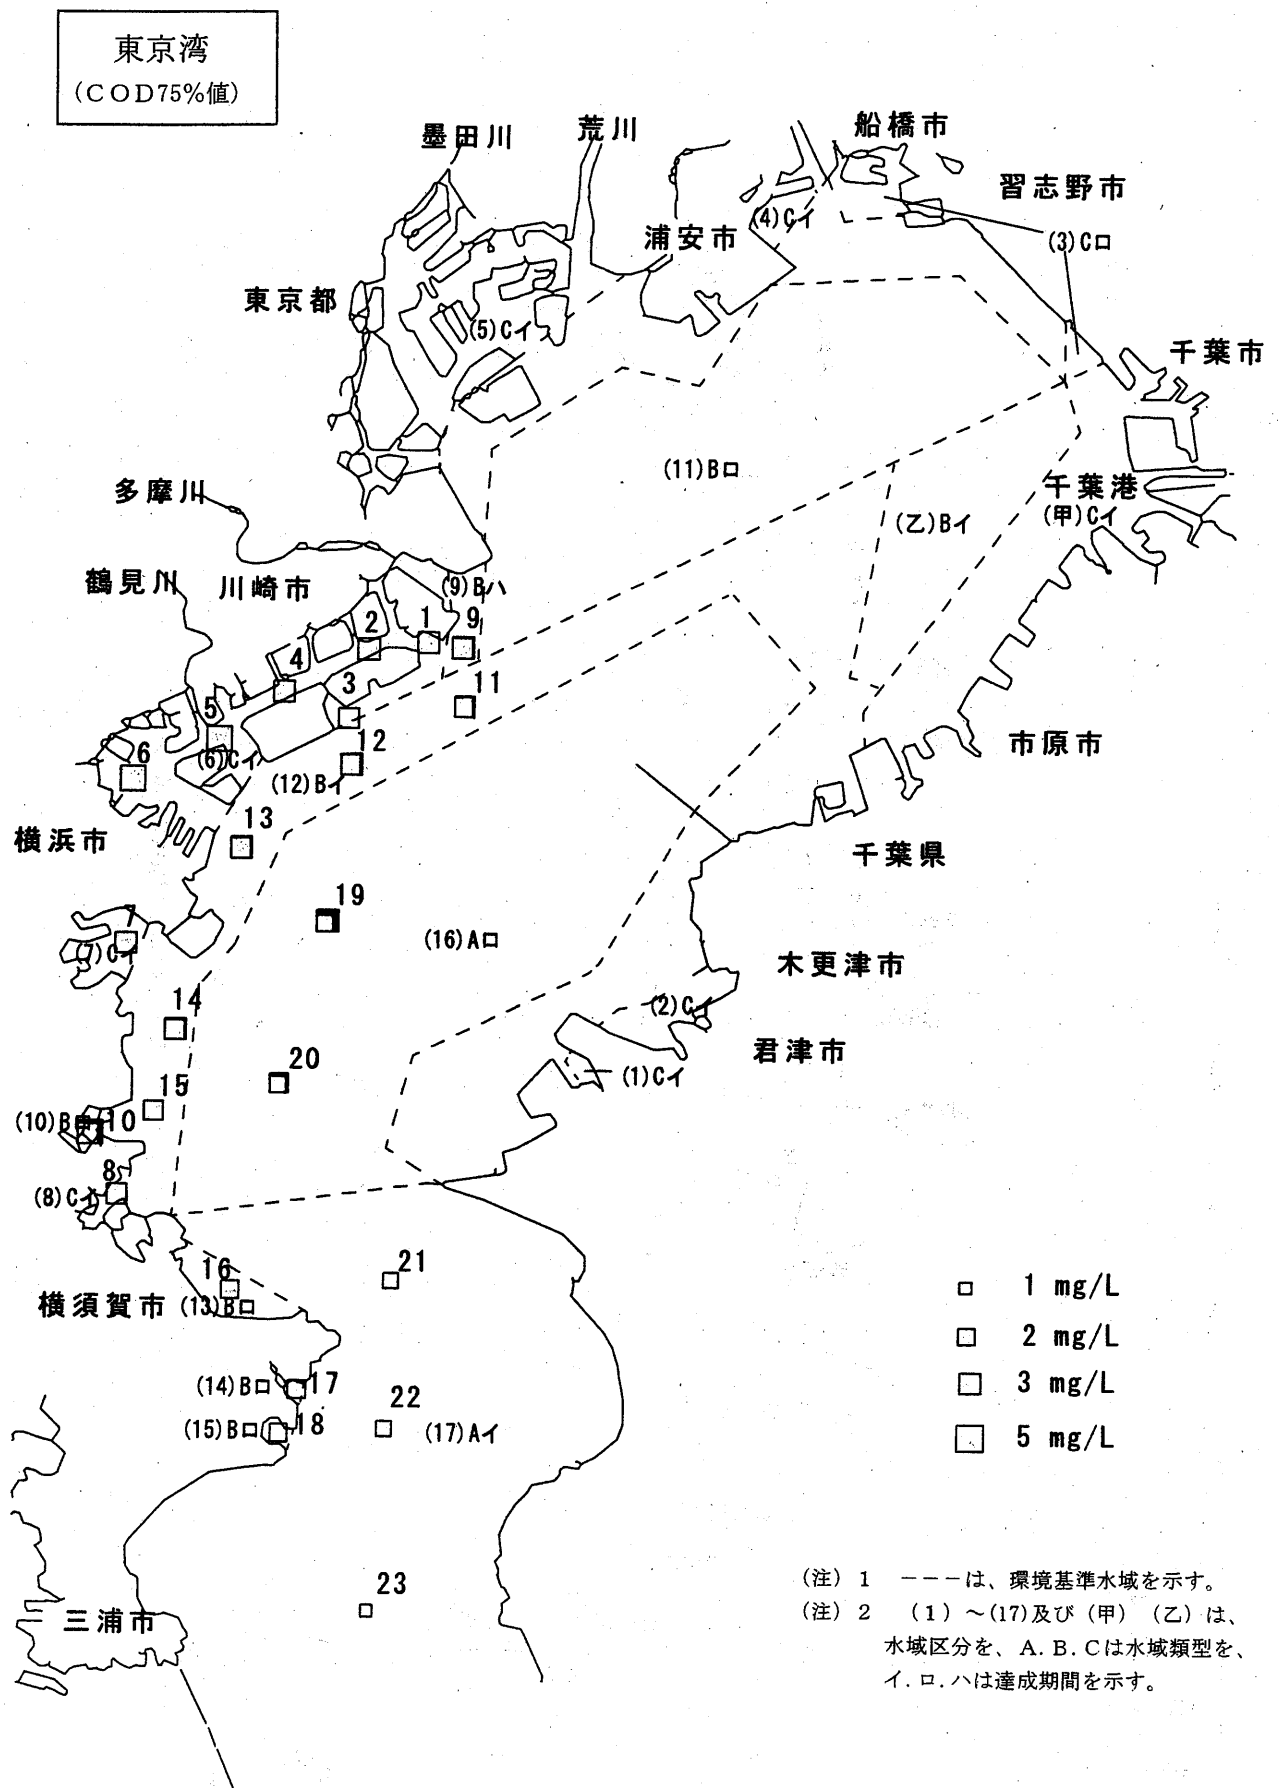 東京湾
(COD75%値)
墨田川
荒川
船橋市
習志野市
(4)Cイ
浦安市
(3)Cロ
東京都
(5)Cイ
千葉市
(11)Bロ
多摩川
千葉港
(甲)Cイ
(乙)Bイ
鶴見川
川崎市
(9)Bハ
2
1
9
4
3
11
5
12
市原市
6
(6)Cイ
(12)Bイ
13
横浜市
千葉県
19
7
(16)Aロ
(7)Cイ
木更津市
14
(2)Cイ
君津市
20
(1)Cイ
15
(10)Bロ
10
8
(8)Cイ
21
16
1 mg/L
横須賀市
(13)Bロ
2 mg/L
(14)Bロ
17
3 mg/L
22
(15)Bロ
18
(17)Aイ
5 mg/L
23
三浦市
(注) 1 ---は、環境基準水域を示す。
(注) 2 (1)~(17)及び(甲)(乙)は、
水域区分を、A.B.Cは水域類型を、
イ.ロ.ハは達成期間を示す。